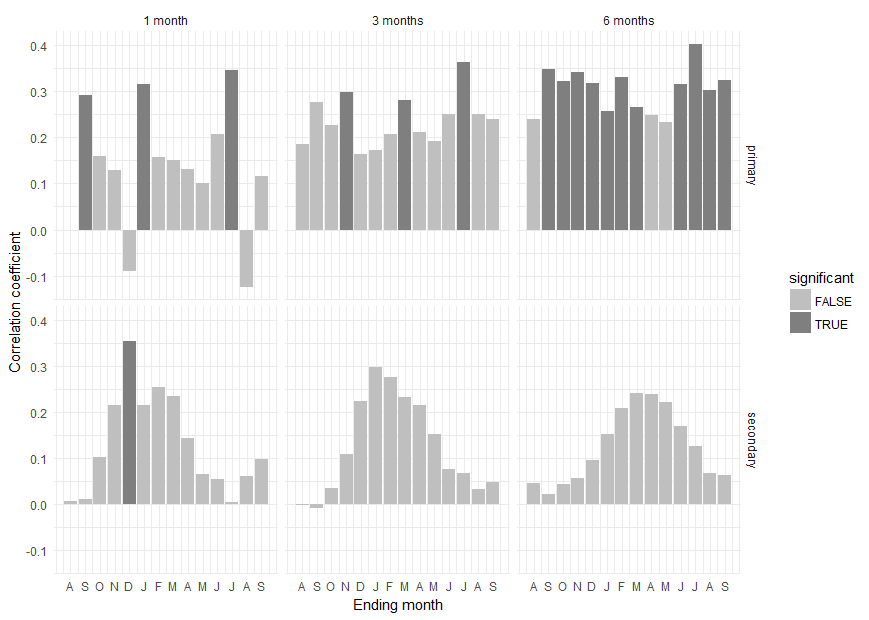 1 month 3 months 6 months
0.4
0.3
0.2
0.1
0.0
-0.1
primary
0.4
0.3
0.2
0.1
0.0
-0.1
secondary
Correlation coefficient
A S O N D J F M A M J J A S A S O N D J F M A M J J A S A S O N D J F M A M J J A S
Ending month
significant
FALSE
TRUE